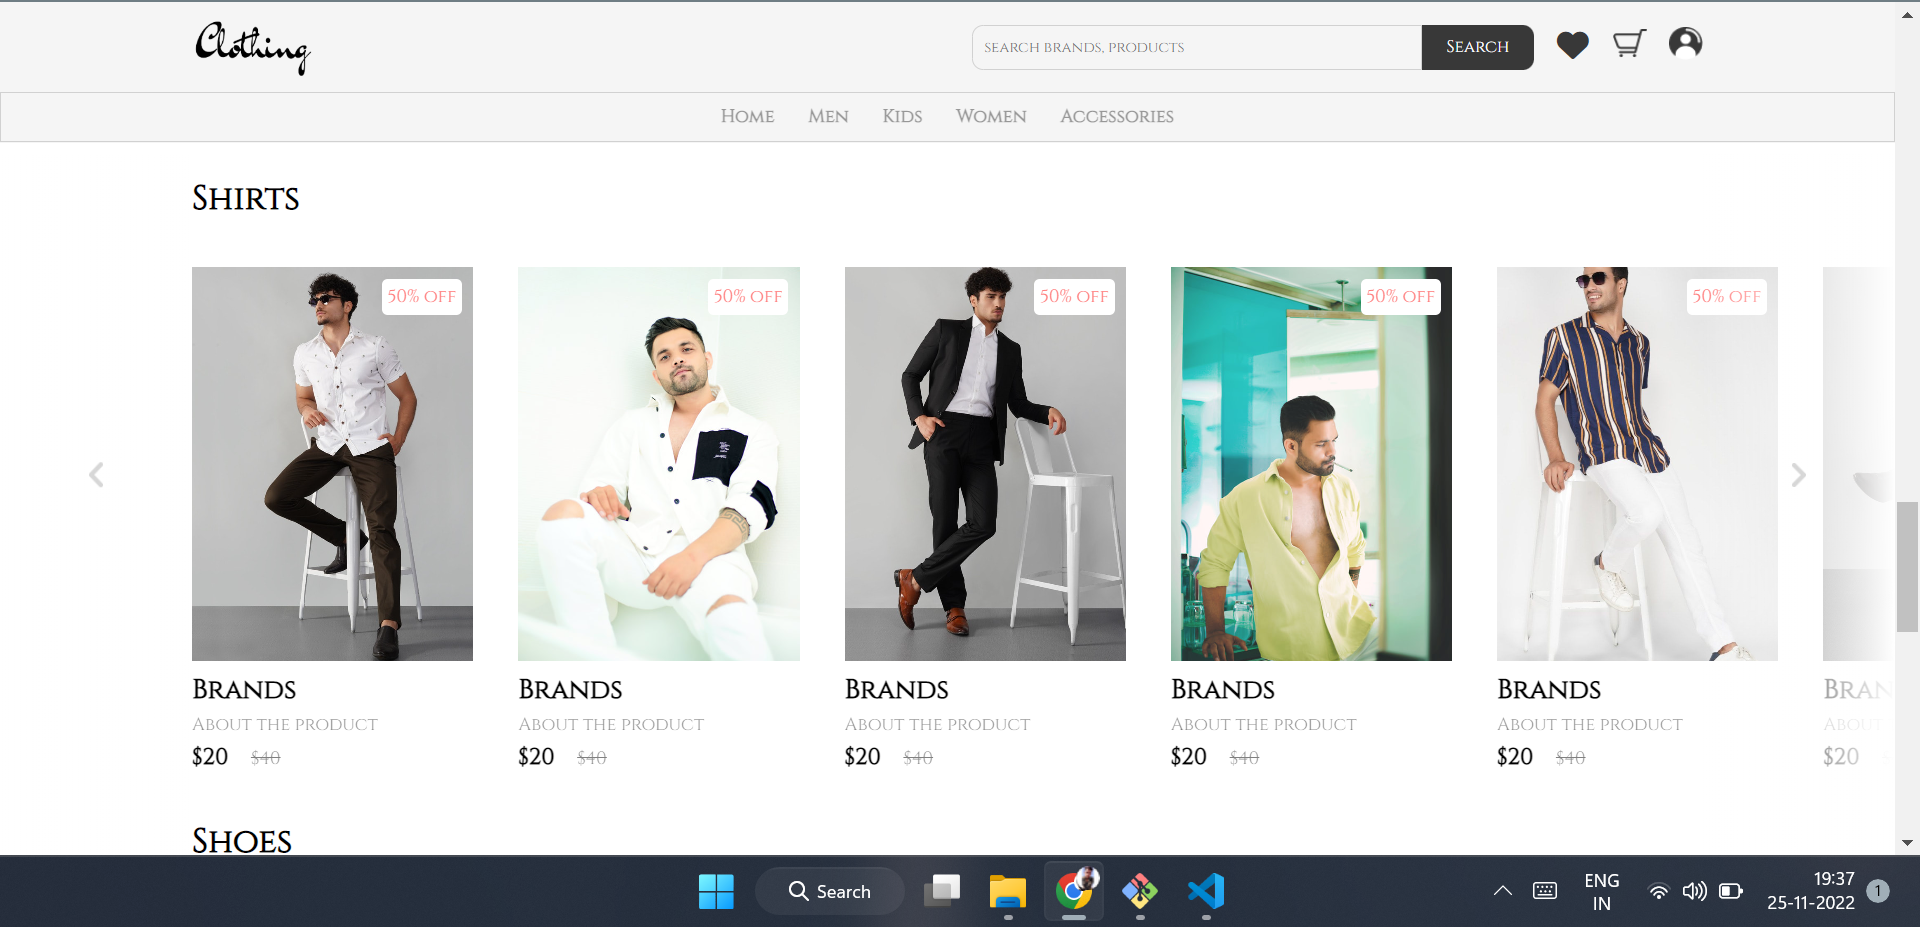 Clothing
SEARCH BRANDS, PRODUCTS
SEARCH
HOME MEN KIDS WOMEN ACCESSORIES
SHIRTS
50% OFF 50% OFF 50% OFF 50% OFF 50% OFF
BRANDS BRANDS BRANDS BRANDS BRANDS BRAN
ABOUT THE PRODUCT ABOUT THE PRODUCT ABOUT THE PRODUCT ABOUT THE PRODUCT ABOUT THE PRODUCT ABOUT
$20 $40 $20 $40 $20 $40 $20 $40 $20 $40 $20
SHOES
Search
ENG
IN
19:37
25-11-2022
1